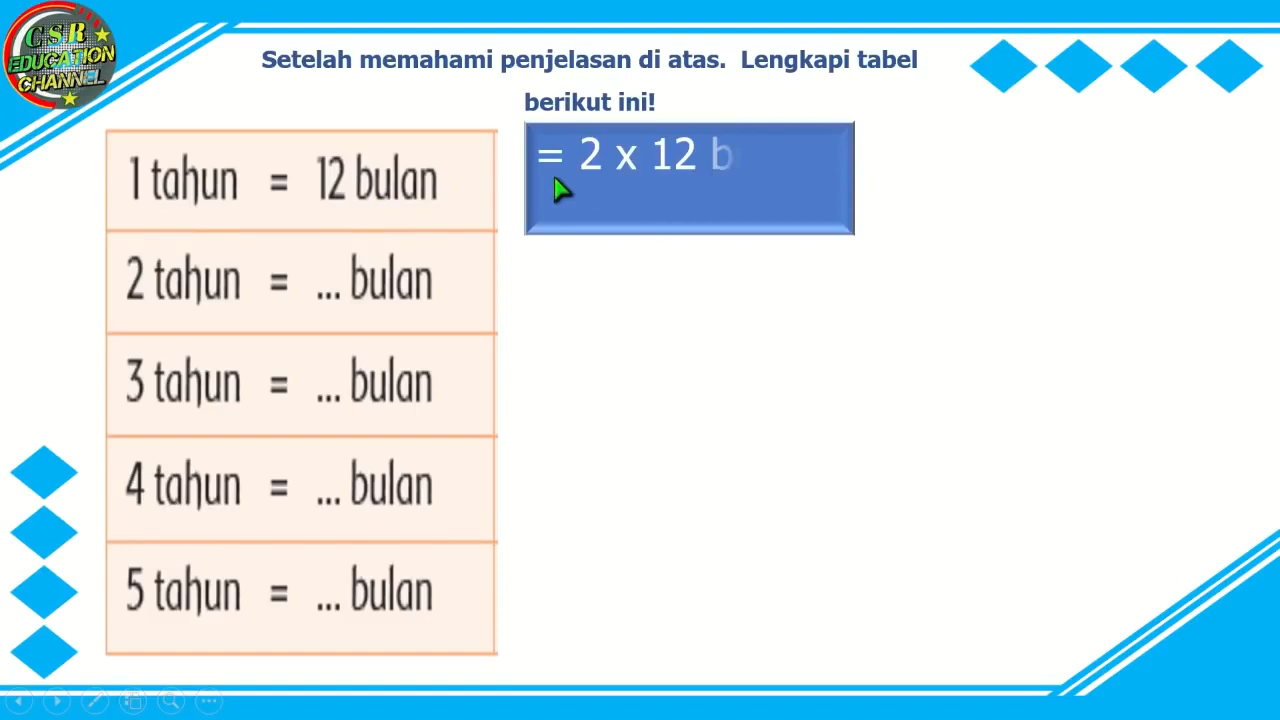 CSR
EDUCATION
CHANNEL
Setelah memahami penjelasan di atas. Lengkapi tabel
berikut ini!
1 tahun = 12 bulan
2 tahun = ... bulan
3 tahun = ... bulan
4 tahun = ... bulan
5 tahun = ... bulan
= 2 x 12 b